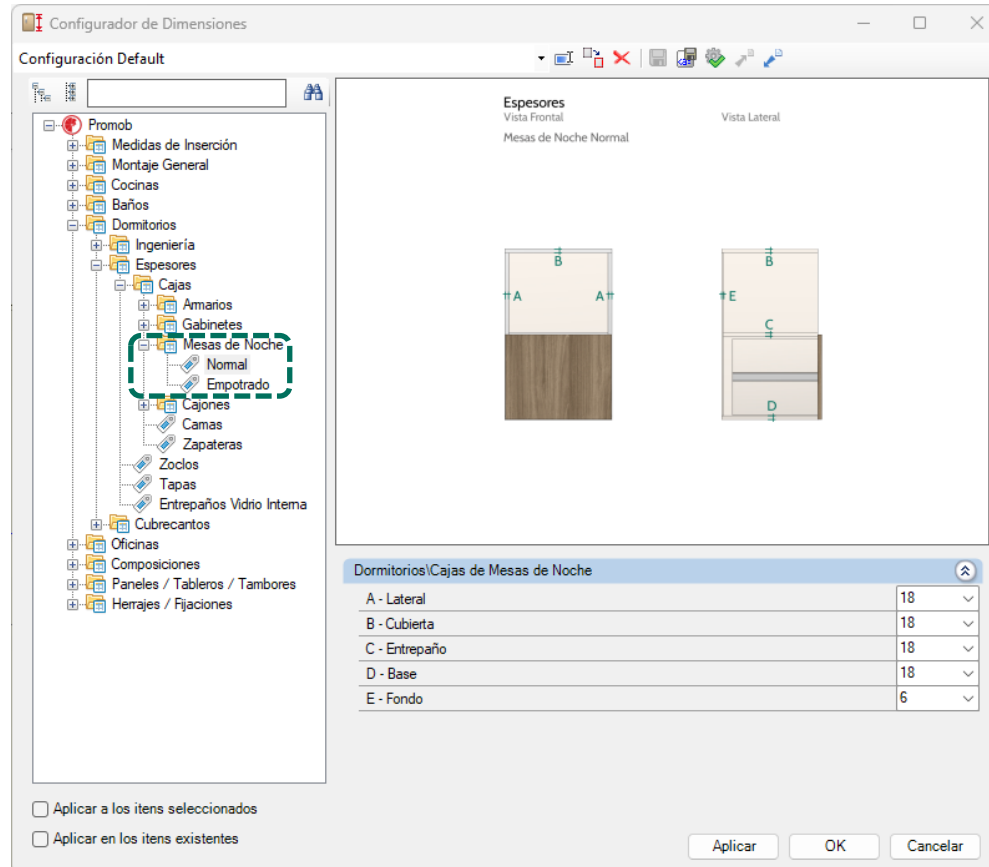 Configurador de Dimensiones
Configuración Default
Promob
Medidas de Inserción
Montaje General
Cocinas
Baños
Dormitorios
Ingeniería
Espesores
Cajas
Armarios
Gabinetes
Mesas de Noche
Normal
Empotrado
Cajones
Camas
Zapateras
Zoclos
Tapas
Entrepaños Vidrio Interna
Cubrecantos
Oficinas
Composiciones
Paneles / Tableros / Tambores
Herrajes / Fijaciones
Espesores
Vista Frontal Vista Lateral
Mesas de Noche Normal
B B
A A E
C
D
Dormitorios\Cajas de Mesas de Noche
A - Lateral 18
B - Cubierta 18
C - Entrepaño 18
D - Base 18
E - Fondo 6
Aplicar a los itens seleccionados
Aplicar en los itens existentes
Aplicar OK Cancelar